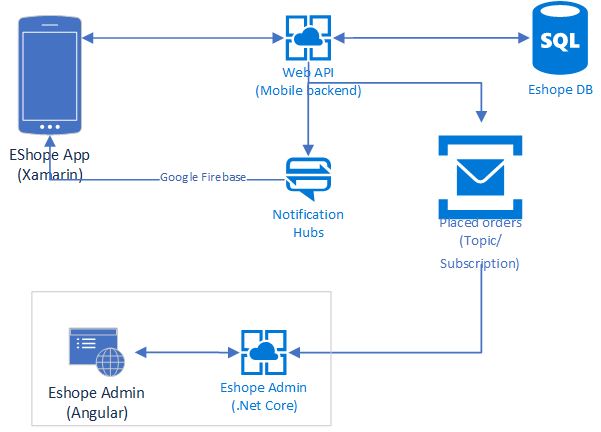 SQL
Web API
(Mobile backend)
Eshope DB
EShope App
(Xamarin)
Google Firebase
Notification
Hubs
Placed orders
(Topic/
Subscription)
Eshope Admin
(Angular)
Eshope Admin
(.Net Core)